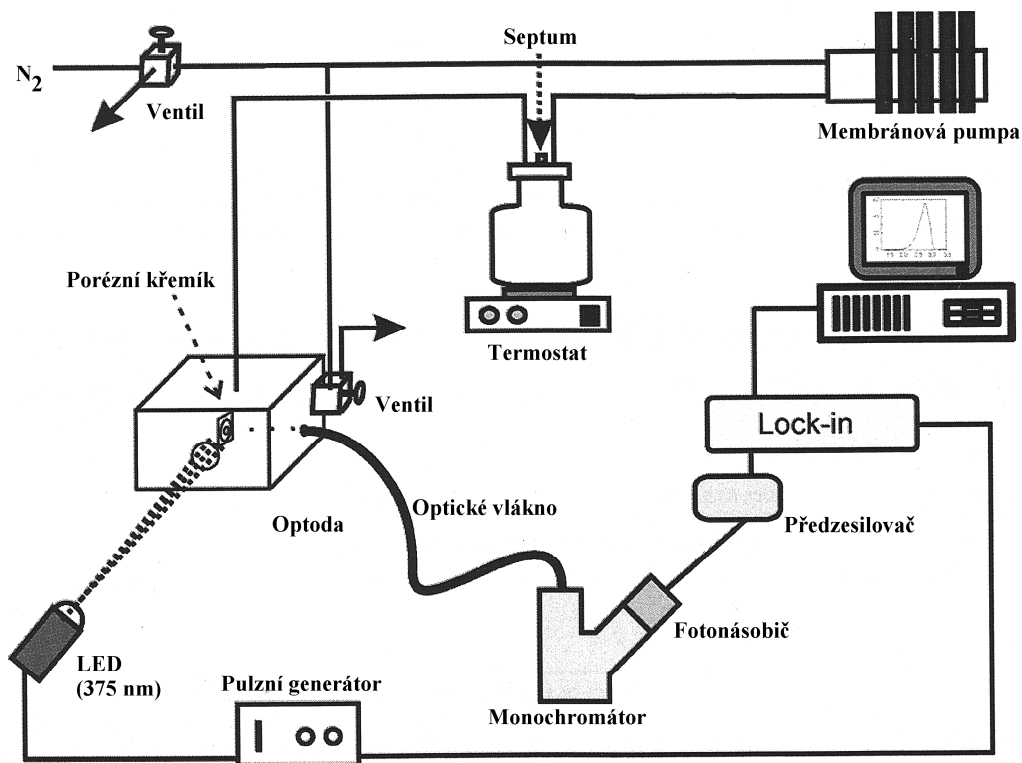 Septum
N2
Ventil
Membránová pumpa
Porézní křemík
Termostat
Ventil
Lock-in
Optické vlákno
Optoda
Předzesilovač
Fotonásobič
LED
(375 nm)
Pulzní generátor
Monochromátor